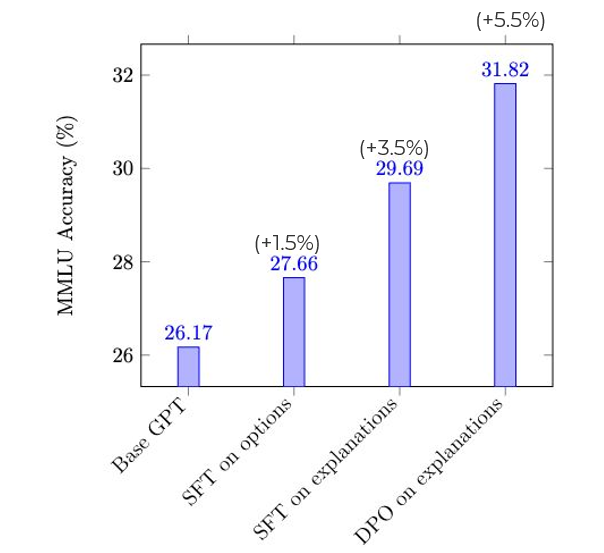 (+5.5%)
32
31.82
(+3.5%)
30
29.69
(+1.5%)
28
27.66
26.17
26
MMLU Accuracy (%)
Base GPT
SFT on options
SFT on explanations
DPO on explanations